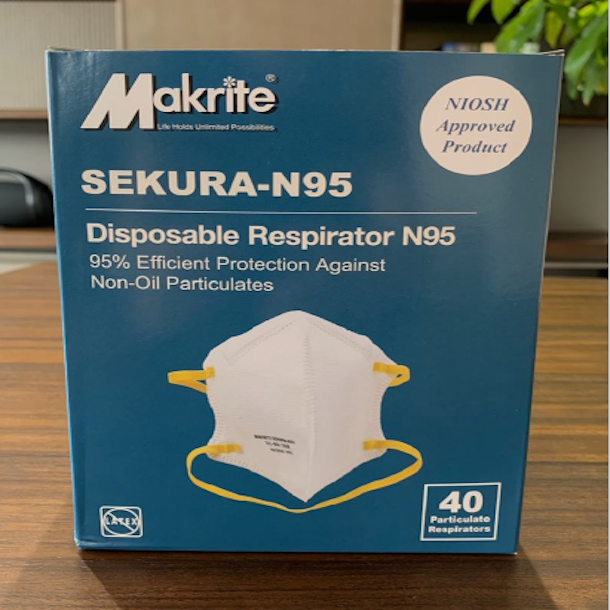 Makrite®
Life Holds Unlimited Possibilities
NIOSH
Approved
Product
SEKURA-N95
Disposable Respirator N95
95% Efficient Protection Against
Non-Oil Particulates
LATEX
40
Particulate
Respirators